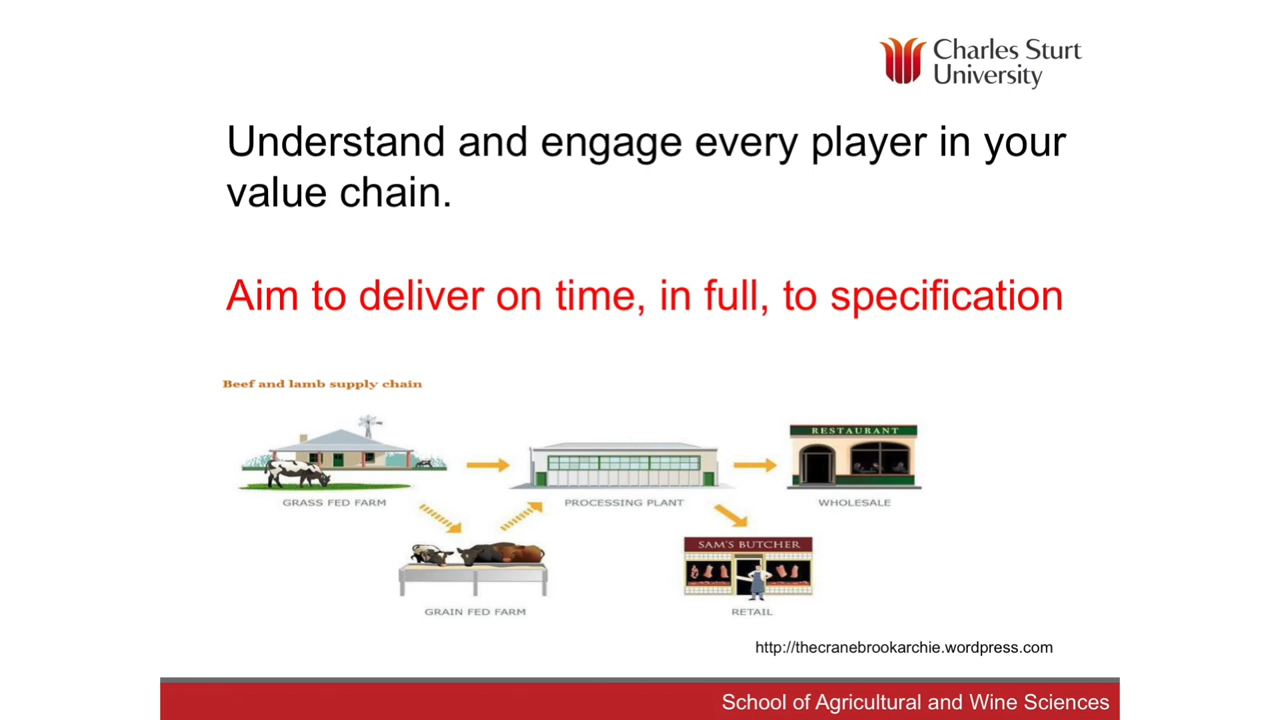 Charles Sturt
University
Understand and engage every player in your
value chain.
Aim to deliver on time, in full, to specification
Beef and lamb supply chain
RESTAURANT
GRASS FED FARM
PROCESSING PLANT
WHOLESALE
SAM'S BUTCHER
GRAIN FED FARM
RETAIL
http://thecranebrookarchie.wordpress.com
School of Agricultural and Wine Sciences